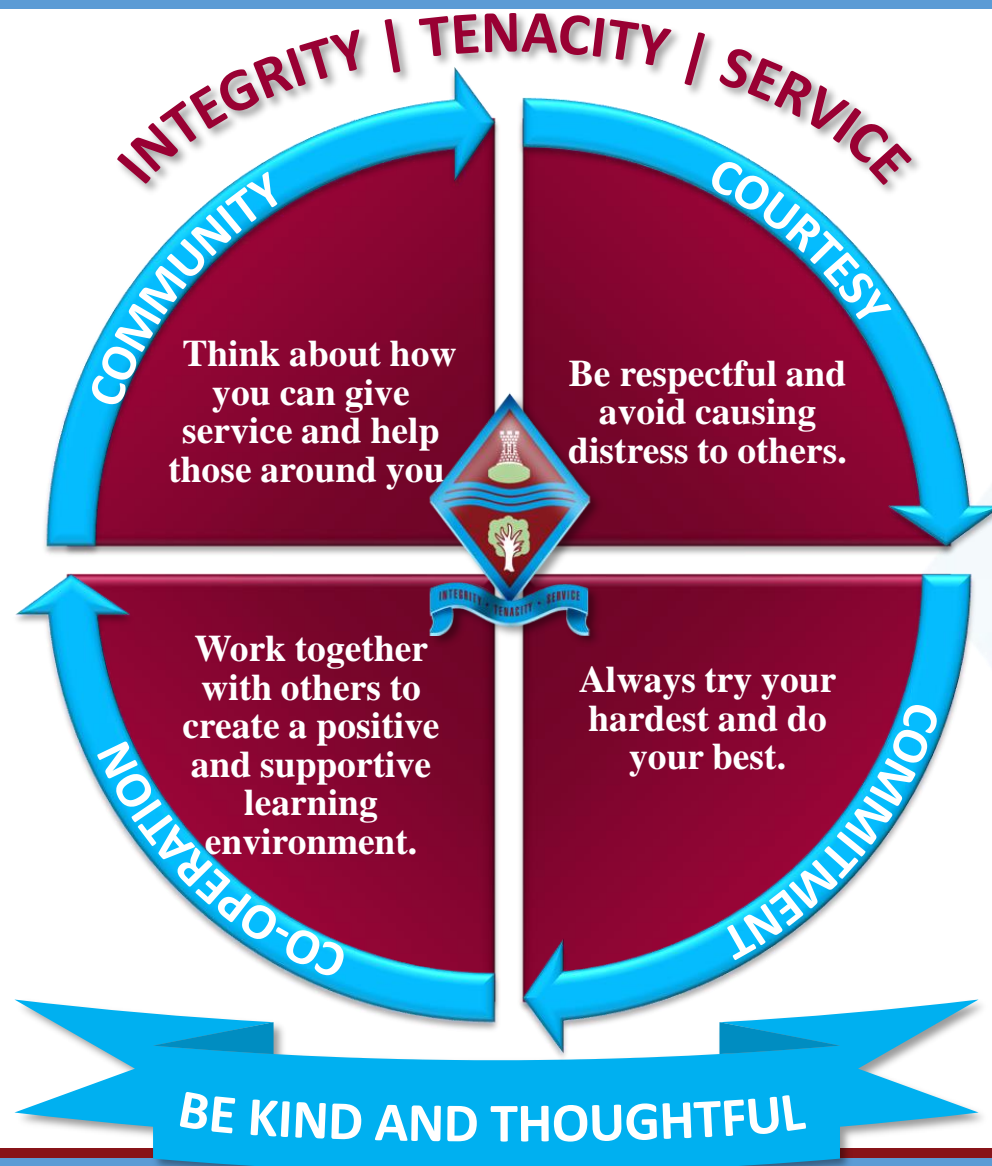 INTEGRITY | TENACITY | SERVICE
COMMUNITY
Think about how
you can give
service and help
those around you
COURTESY
Be respectful and
avoid causing
distress to others.
INTEGRITY • TENACITY • SERVICE
CO-OPERATION
Work together
with others to
create a positive
and supportive
learning
environment.
COMMITMENT
Always try your
hardest and do
your best.
BE KIND AND THOUGHTFUL